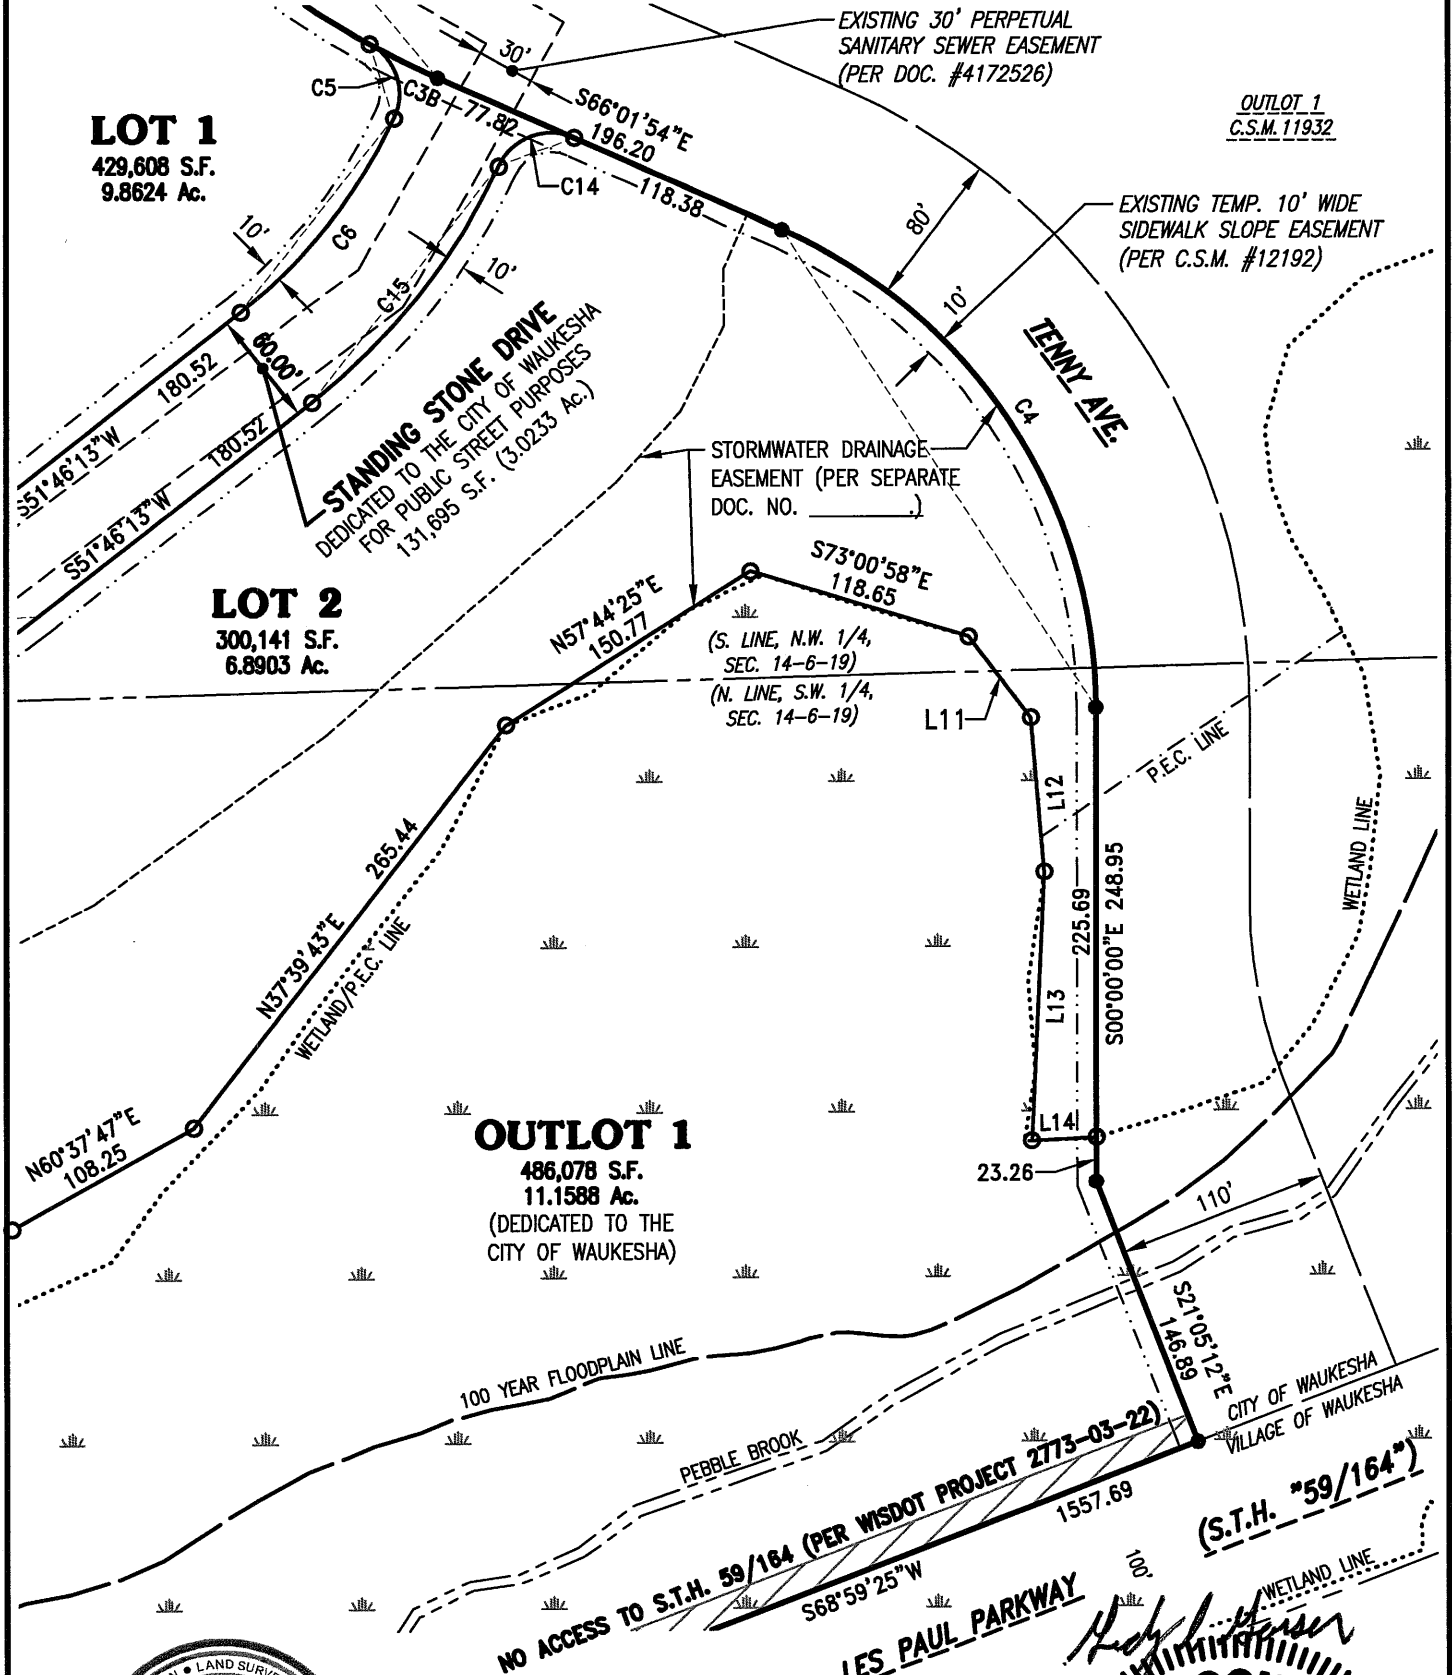 EXISTING 30' PERPETUAL
SANITARY SEWER EASEMENT
(PER DOC. #4172526)
30'
C5
C3B
77.82
S66°01'54"E
196.20
OUTLOT 1
C.S.M. 11932
LOT 1
429,608 S.F.
9.8624 Ac.
C14
118.38
EXISTING TEMP. 10' WIDE
SIDEWALK SLOPE EASEMENT
(PER C.S.M. #12192)
80'
10'
C6
C15
10'
10'
TENNY AVE.
C4
60.00'
180.52
S51°46'13"W
180.52
S51°46'13"W
STANDING STONE DRIVE
DEDICATED TO THE CITY OF WAUKESHA
FOR PUBLIC STREET PURPOSES
131,695 S.F. (3.0233 Ac.)
STORMWATER DRAINAGE
EASEMENT (PER SEPARATE
DOC. NO. __________.)
LOT 2
300,141 S.F.
6.8903 Ac.
N57°44'25"E
150.77
S73°00'58"E
118.65
(S. LINE, N.W. 1/4,
SEC. 14-6-19)
(N. LINE, S.W. 1/4,
SEC. 14-6-19)
L11
L12
P.E.C. LINE
WETLAND LINE
265.44
N37°39'43"E
WETLAND/P.E.C. LINE
225.69
S00°00'00"E 248.95
L13
L14
23.26
N60°37'47"E
108.25
OUTLOT 1
486,078 S.F.
11.1588 Ac.
(DEDICATED TO THE
CITY OF WAUKESHA)
110'
S21°05'12"E
146.89
100 YEAR FLOODPLAIN LINE
CITY OF WAUKESHA
VILLAGE OF WAUKESHA
PEBBLE BROOK
NO ACCESS TO S.T.H. 59/164 (PER WISDOT PROJECT 2773-03-22)
1557.69
S68°59'25"W
(S.T.H. "59/164")
100'
WETLAND LINE
LES PAUL PARKWAY
LAND SURVE